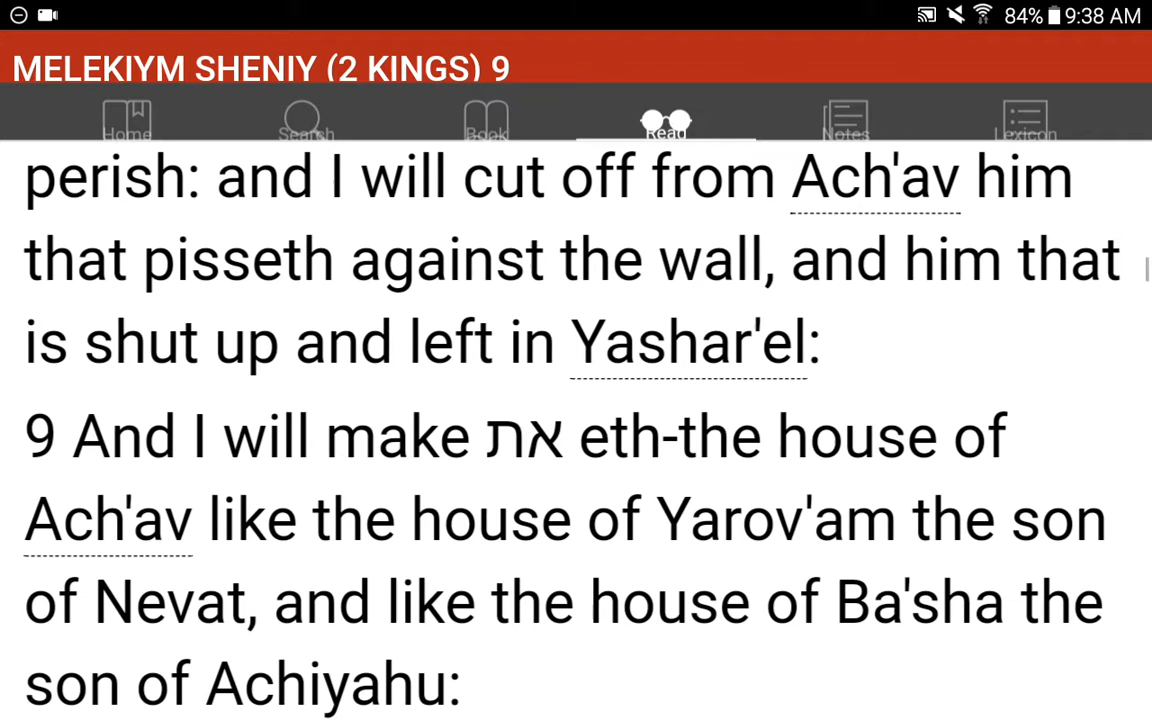 84% 9:38 AM
MELEKIYM SHENIY (2 KINGS) 9
Home Search Book Read Notes Lexicon
perish: and I will cut off from Ach'av him
that pisseth against the wall, and him that
is shut up and left in Yashar'el:
9 And I will make את eth-the house of
Ach'av like the house of Yarov'am the son
of Nevat, and like the house of Ba'sha the
son of Achiyahu: